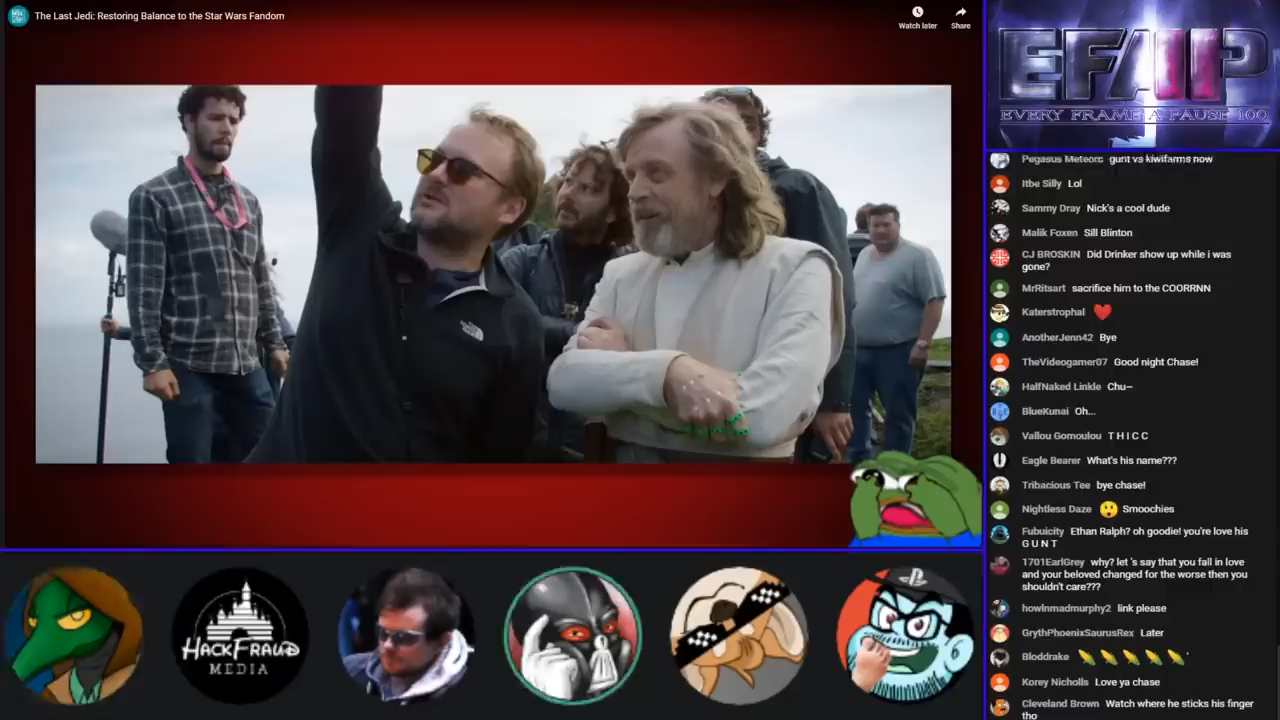 The Last Jedi: Restoring Balance to the Star Wars Fandom
Watch later
Share
EFAP
EVERY FRAME A PAUSE 100
Pegasus Meteorz gunt vs kiwifarms now
Itbe Silly Lol
Sammy Dray Nick's a cool dude
Malik Foxen Sill Blinton
CJ BROSKIN Did Drinker show up while i was
gone?
MrRitsart sacrifice him to the COORRNN
Katerstrophal ❤️
AnotherJenn42 Bye
TheVideogamer07 Good night Chase!
HalfNaked Linkle Chu~
BlueKunai Oh...
Vallou Gomoulou T H I C C
Eagle Bearer What's his name???
Tribacious Tee bye chase!
Nightless Daze 😲 Smoochies
Fubuicity Ethan Ralph? oh goodie! you're love his
G U N T
1701EarlGrey why? let 's say that you fall in love
and your beloved changed for the worse then you
shouldn't care???
howlnmadmurphy2 link please
GrythPhoenixSaurusRex Later
Bloddrake 🌽🌽🌽🌽🌽
Korey Nicholls Love ya chase
Cleveland Brown Watch where he sticks his finger
tho
HACKFRAUD
MEDIA